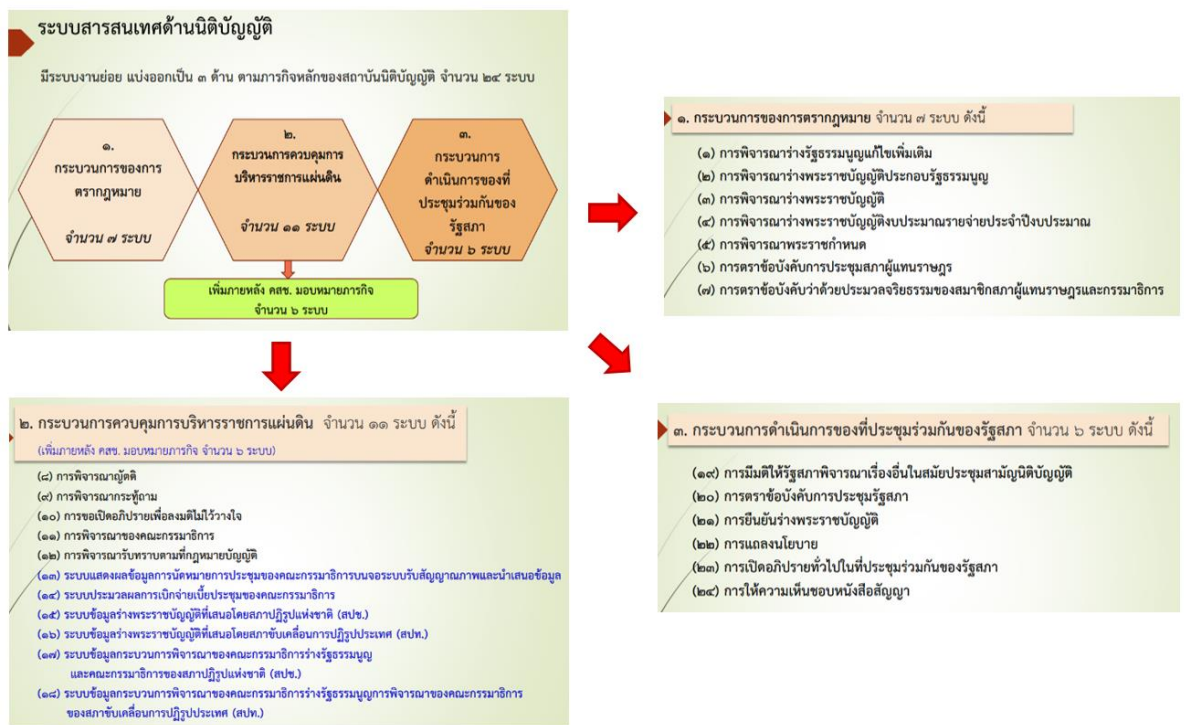 ระบบสารสนเทศด้านนิติบัญญัติ
มีระบบงานย่อย แบ่งออกเป็น ๓ ด้าน ตามภารกิจหลักของสถาบันนิติบัญญัติ จำนวน ๒๔ ระบบ
๑.
กระบวนการของการ
ตรากฎหมาย
จำนวน ๗ ระบบ
๒.
กระบวนการควบคุมการ
บริหารราชการแผ่นดิน
จำนวน ๑๑ ระบบ
๓.
กระบวนการ
ดำเนินการของที่
ประชุมร่วมกันของ
รัฐสภา
จำนวน ๖ ระบบ
เพิ่มภายหลัง คสช. มอบหมายภารกิจ
จำนวน ๖ ระบบ
๑. กระบวนการของการตรากฎหมาย จำนวน ๗ ระบบ ดังนี้
(๑) การพิจารณาร่างรัฐธรรมนูญแก้ไขเพิ่มเติม
(๒) การพิจารณาร่างพระราชบัญญัติประกอบรัฐธรรมนูญ
(๓) การพิจารณาร่างพระราชบัญญัติ
(๔) การพิจารณาร่างพระราชบัญญัติงบประมาณรายจ่ายประจำปีงบประมาณ
(๕) การพิจารณาพระราชกำหนด
(๖) การตราข้อบังคับการประชุมสภาผู้แทนราษฎร
(๗) การตราข้อบังคับว่าด้วยประมวลจริยธรรมของสมาชิกสภาผู้แทนราษฎรและกรรมาธิการ
๒. กระบวนการควบคุมการบริหารราชการแผ่นดิน จำนวน ๑๑ ระบบ ดังนี้
(เพิ่มภายหลัง คสช. มอบหมายภารกิจ จำนวน ๖ ระบบ)
(๘) การพิจารณาญัตติ
(๙) การพิจารณากระทู้ถาม
(๑๐) การขอเปิดอภิปรายเพื่อลงมติไม่ไว้วางใจ
(๑๑) การพิจารณาของคณะกรรมาธิการ
(๑๒) การพิจารณารับทราบตามที่กฎหมายบัญญัติ
(๑๓) ระบบแสดงผลข้อมูลการนัดหมายการประชุมของคณะกรรมาธิการบนจอระบบรับสัญญาณภาพและนำเสนอข้อมูล
(๑๔) ระบบประมวลผลการเบิกจ่ายเบี้ยประชุมของคณะกรรมาธิการ
(๑๕) ระบบข้อมูลร่างพระราชบัญญัติที่เสนอโดยสภาปฏิรูปแห่งชาติ (สปช.)
(๑๖) ระบบข้อมูลร่างพระราชบัญญัติที่เสนอโดยสภาขับเคลื่อนการปฏิรูปประเทศ (สปท.)
(๑๗) ระบบข้อมูลกระบวนการพิจารณาของคณะกรรมาธิการร่างรัฐธรรมนูญ
และคณะกรรมาธิการของสภาปฏิรูปแห่งชาติ (สปช.)
(๑๘) ระบบข้อมูลกระบวนการพิจารณาของคณะกรรมาธิการร่างรัฐธรรมนูญการพิจารณาของคณะกรรมาธิการ
ของสภาขับเคลื่อนการปฏิรูปประเทศ (สปท.)
๓. กระบวนการดำเนินการของที่ประชุมร่วมกันของรัฐสภา จำนวน ๖ ระบบ ดังนี้
(๑๙) การมีมติให้รัฐสภาพิจารณาเรื่องอื่นในสมัยประชุมสามัญนิติบัญญัติ
(๒๐) การตราข้อบังคับการประชุมรัฐสภา
(๒๑) การยืนยันร่างพระราชบัญญัติ
(๒๒) การแถลงนโยบาย
(๒๓) การเปิดอภิปรายทั่วไปในที่ประชุมร่วมกันของรัฐสภา
(๒๔) การให้ความเห็นชอบหนังสือสัญญา